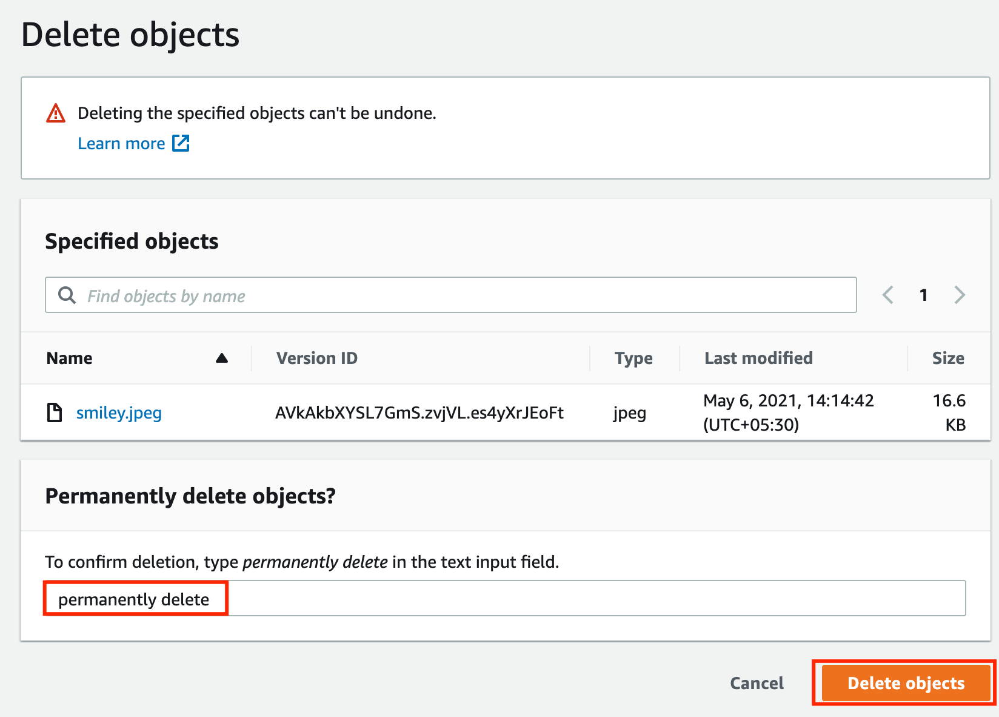 Delete objects
Deleting the specified objects can't be undone.
Learn more
Specified objects
Find objects by name
1
Name
Version ID
Type
Last modified
Size
smiley.jpeg
AVkAkbXYSL7GmS.zvjVL.es4yXrJEoFt
jpeg
May 6, 2021, 14:14:42
(UTC+05:30)
16.6
KB
Permanently delete objects?
To confirm deletion, type permanently delete in the text input field.
permanently delete
Cancel
Delete objects